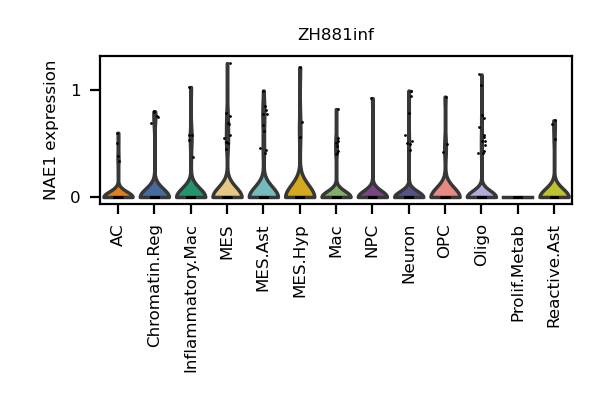 ZH881inf
NAE1 expression
1
0
AC
Chromatin.Reg
Inflammatory.Mac
MES
MES.Ast
MES.Hyp
Mac
NPC
Neuron
OPC
Oligo
Prolif.Metab
Reactive.Ast